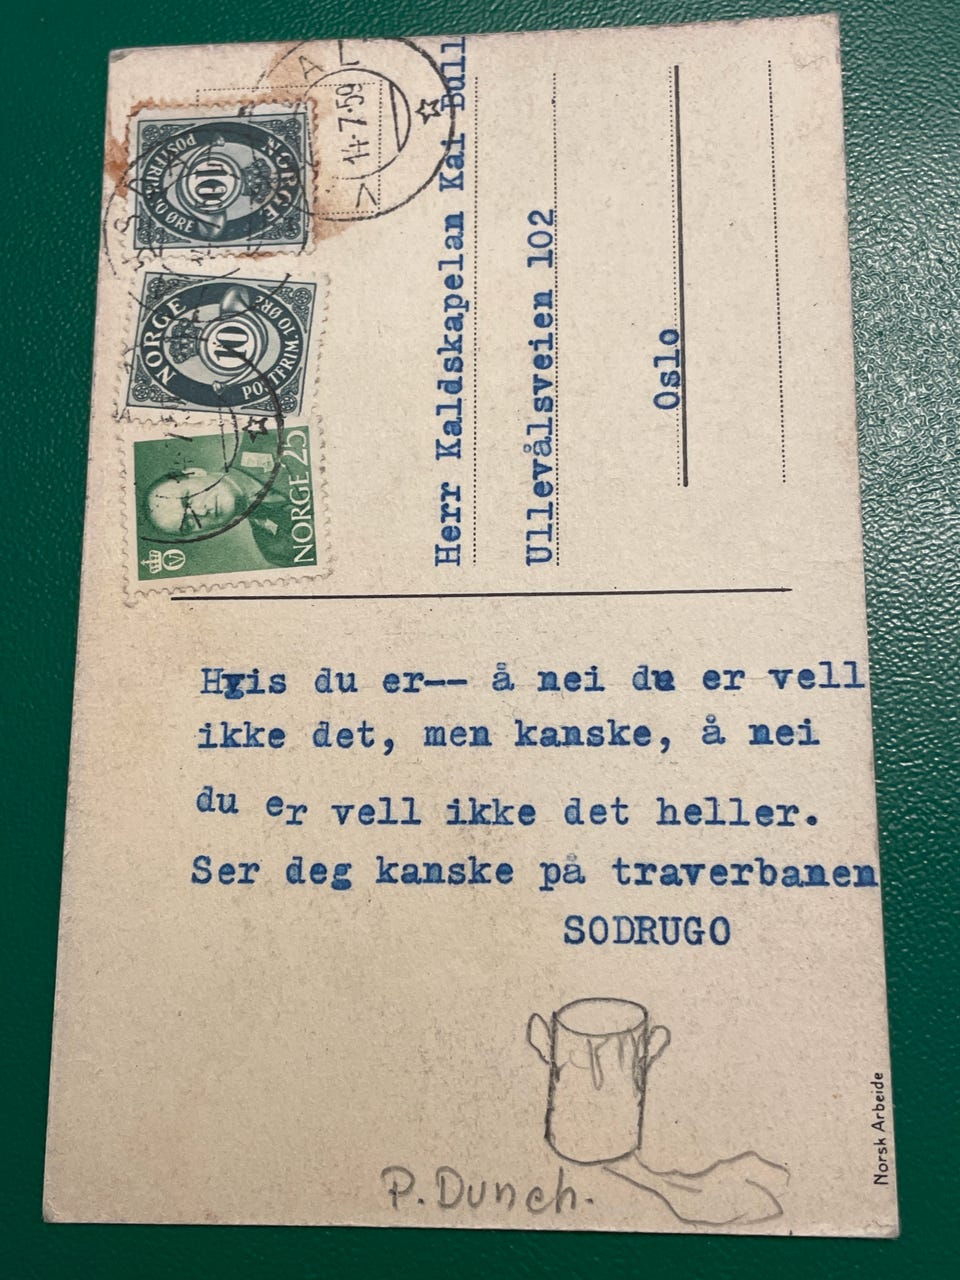 NORGE
POSTFRIM. 10 ØRE
10
NORGE
POSTFRIM. 10 ØRE
10
NORGE 25
14.7.59
Herr Kaldskapelan Kai Bull
Ullevålsveien 102
Oslo
Hvis du er-- å nei du er vell
ikke det, men kanske, å nei
du er vell ikke det heller.
Ser deg kanske på traverbanen
SODRUGO
P. Dunch.
Norsk Arbeide